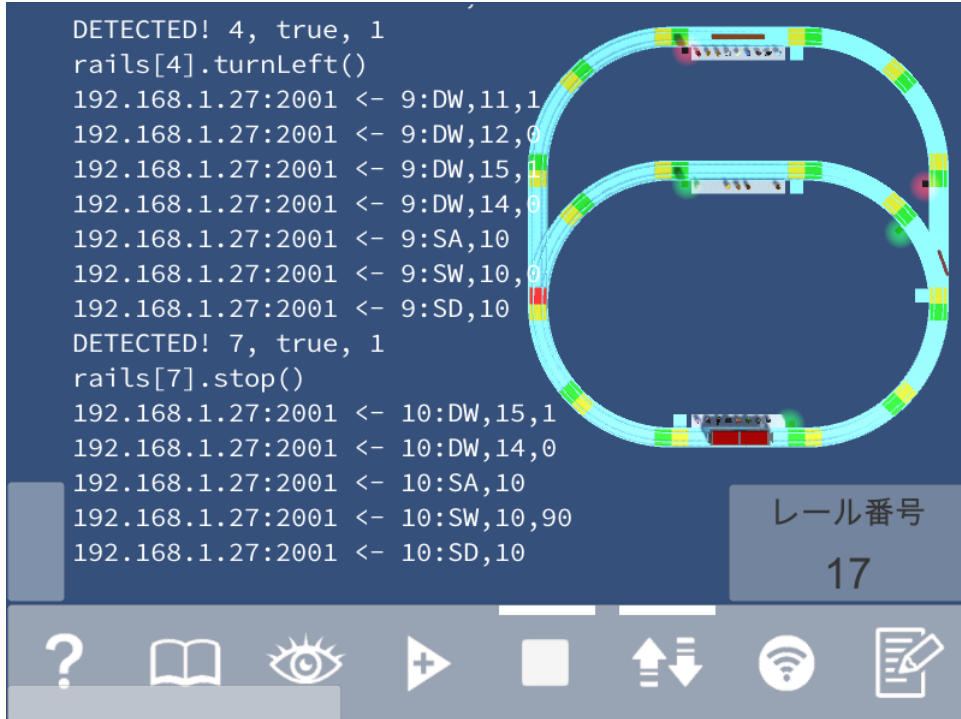 DETECTED! 4, true, 1
rails[4].turnLeft()
192.168.1.27:2001 <- 9:DW,11,1
192.168.1.27:2001 <- 9:DW,12,0
192.168.1.27:2001 <- 9:DW,15,1
192.168.1.27:2001 <- 9:DW,14,0
192.168.1.27:2001 <- 9:SA,10
192.168.1.27:2001 <- 9:SW,10,0
192.168.1.27:2001 <- 9:SD,10
DETECTED! 7, true, 1
rails[7].stop()
192.168.1.27:2001 <- 10:DW,15,1
192.168.1.27:2001 <- 10:DW,14,0
192.168.1.27:2001 <- 10:SA,10
192.168.1.27:2001 <- 10:SW,10,90
192.168.1.27:2001 <- 10:SD,10
レール番号
17
?